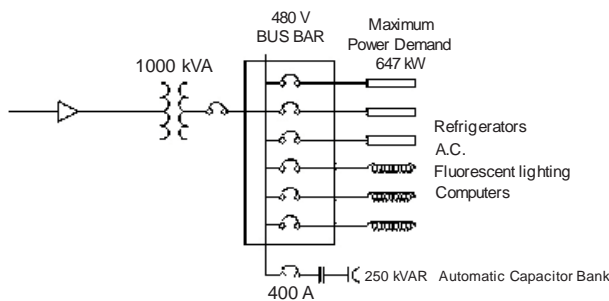 480 V
BUS BAR
Maximum
Power Demand
647 kW
1000 kVA
Refrigerators
A.C.
Fluorescent lighting
Computers
250 kVAR Automatic Capacitor Bank
400 A